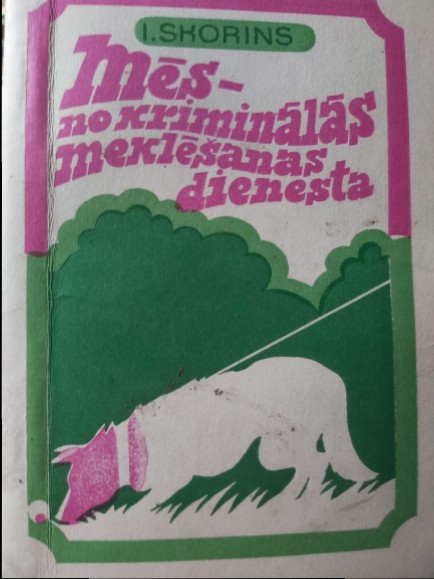 I.SKORINS
Mēs-
no kriminālās
meklēšanas
dienesta